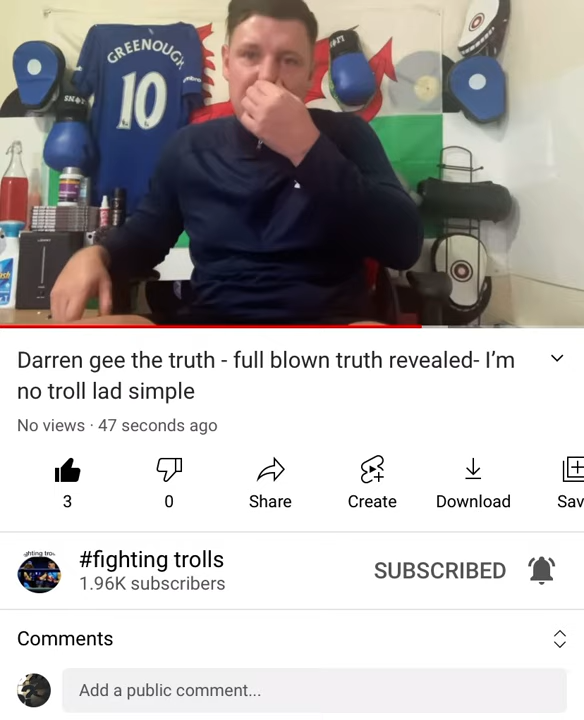 GREENOUGH
10
umbro
Darren gee the truth - full blown truth revealed- I’m
no troll lad simple
No views · 47 seconds ago
3
0
Share
Create
Download
Sav
#fighting trolls
1.96K subscribers
SUBSCRIBED
Comments
Add a public comment...